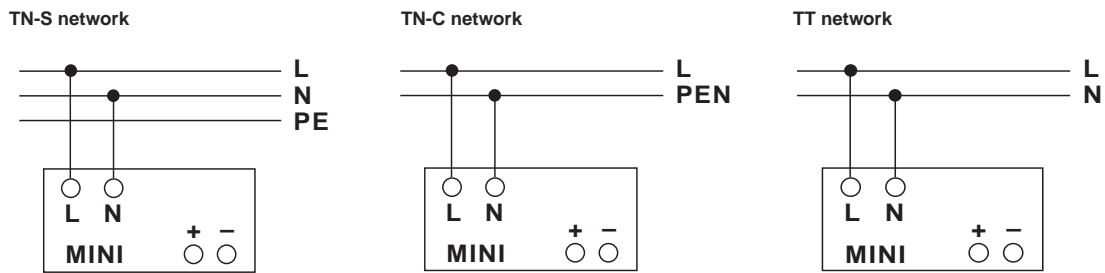 TN-S network
L
N
PE
L N
+ –
MINI
TN-C network
L
PEN
L N
+ –
MINI
TT network
L
N
L N
+ –
MINI